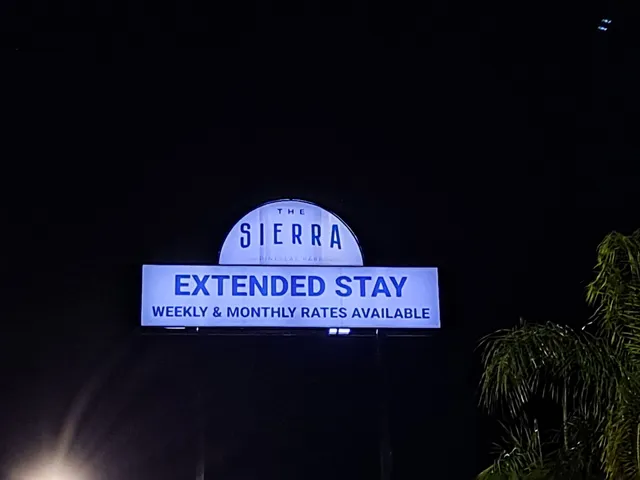 THE
SIERRA
EXTENDED STAY
WEEKLY & MONTHLY RATES AVAILABLE